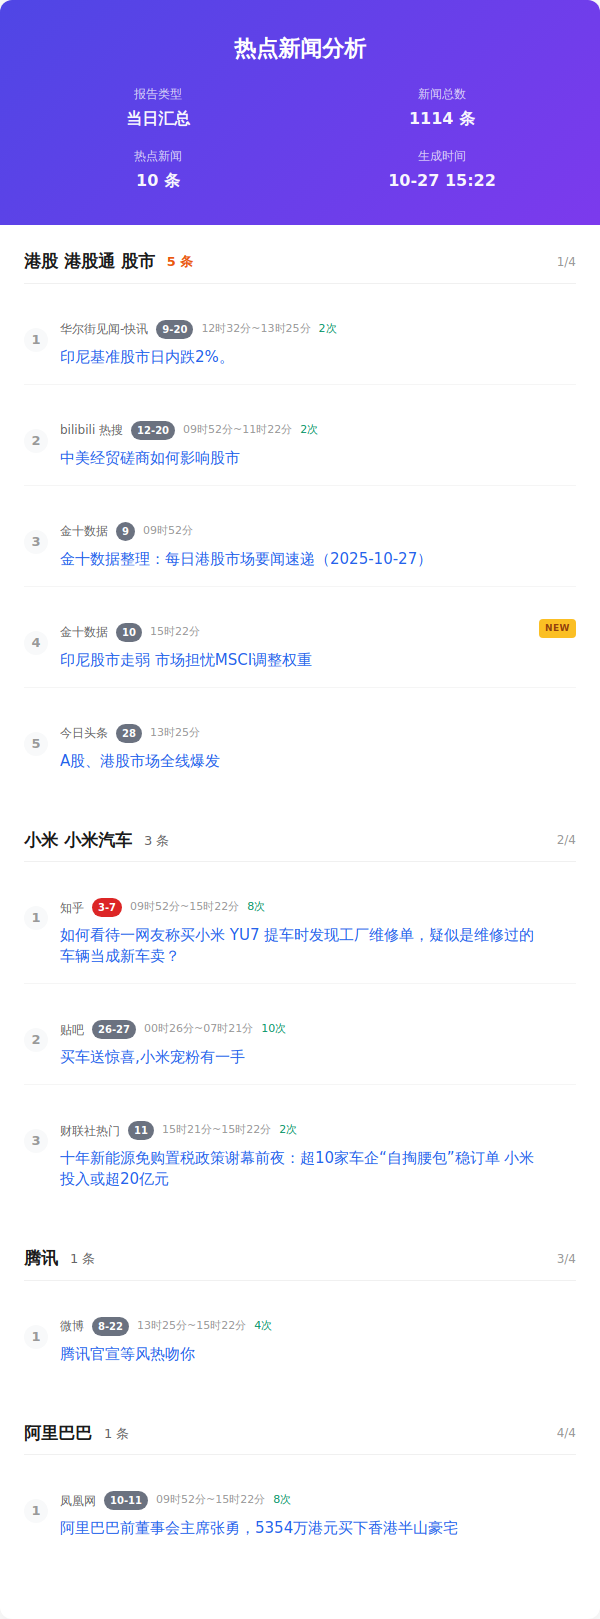 热点新闻分析
报告类型
新闻总数
当日汇总
1114 条
热点新闻
生成时间
10 条
10-27 15:22
港股 港股通 股市 5 条 1/4
1
华尔街见闻-快讯 9-20 12时32分~13时25分 2次
印尼基准股市日内跌2%。
2
bilibili 热搜 12-20 09时52分~11时22分 2次
中美经贸磋商如何影响股市
3
金十数据 9 09时52分
金十数据整理：每日港股市场要闻速递（2025-10-27）
4
金十数据 10 15时22分 NEW
印尼股市走弱 市场担忧MSCI调整权重
5
今日头条 28 13时25分
A股、港股市场全线爆发
小米 小米汽车 3 条 2/4
1
知乎 3-7 09时52分~15时22分 8次
如何看待一网友称买小米 YU7 提车时发现工厂维修单，疑似是维修过的
车辆当成新车卖？
2
贴吧 26-27 00时26分~07时21分 10次
买车送惊喜,小米宠粉有一手
3
财联社热门 11 15时21分~15时22分 2次
十年新能源免购置税政策谢幕前夜：超10家车企“自掏腰包”稳订单 小米
投入或超20亿元
腾讯 1 条 3/4
1
微博 8-22 13时25分~15时22分 4次
腾讯官宣等风热吻你
阿里巴巴 1 条 4/4
1
凤凰网 10-11 09时52分~15时22分 8次
阿里巴巴前董事会主席张勇，5354万港元买下香港半山豪宅